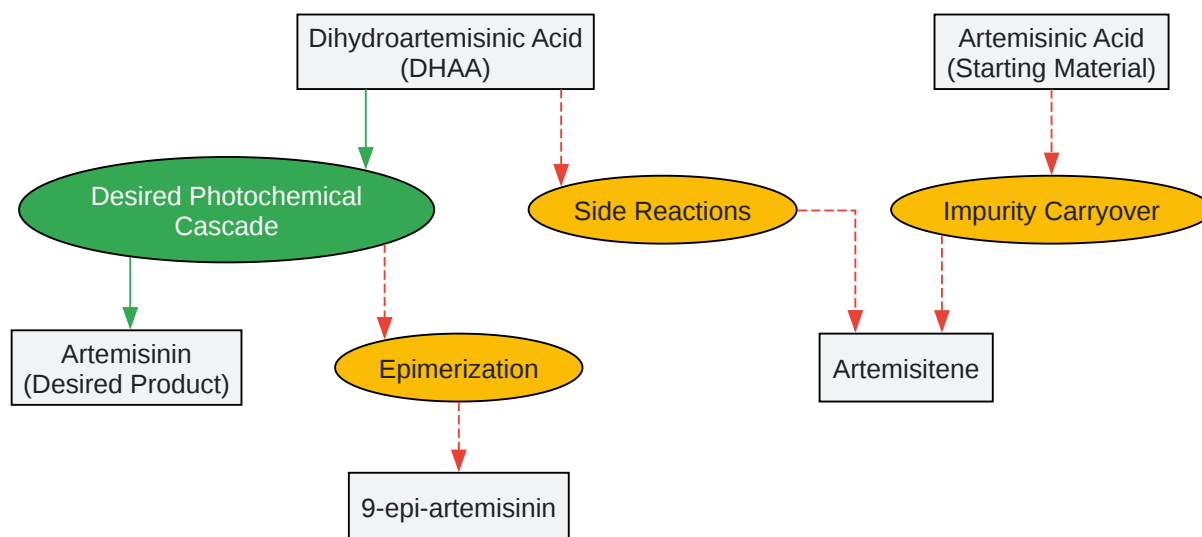 Dihydroartemisinic Acid
(DHAA)
Artemisinic Acid
(Starting Material)
Desired Photochemical
Cascade
Side Reactions
Impurity Carryover
Artemisinin
(Desired Product)
Epimerization
Artemisitene
9-epi-artemisinin